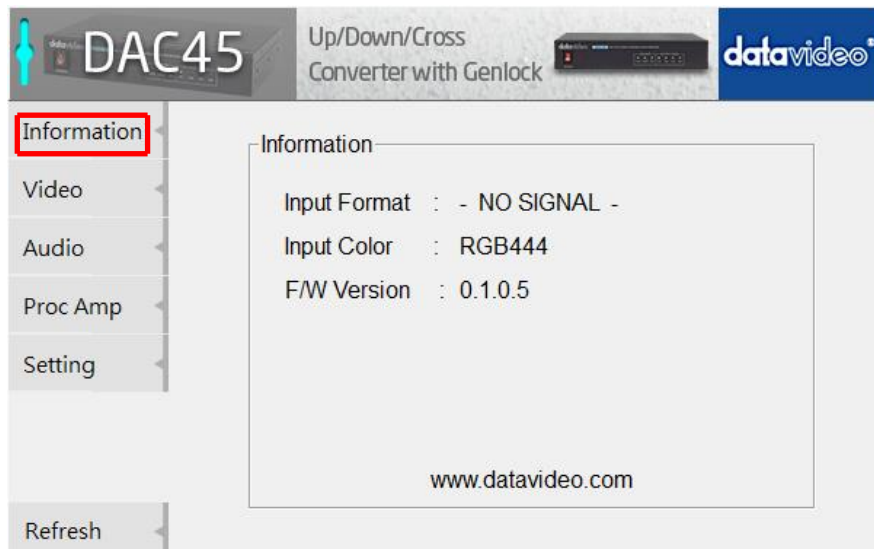 DAC45
Up/Down/Cross
Converter with Genlock
datavideo®
Information
Video
Audio
Proc Amp
Setting
Refresh
Information
Input Format : - NO SIGNAL -
Input Color : RGB444
F/W Version : 0.1.0.5
www.datavideo.com